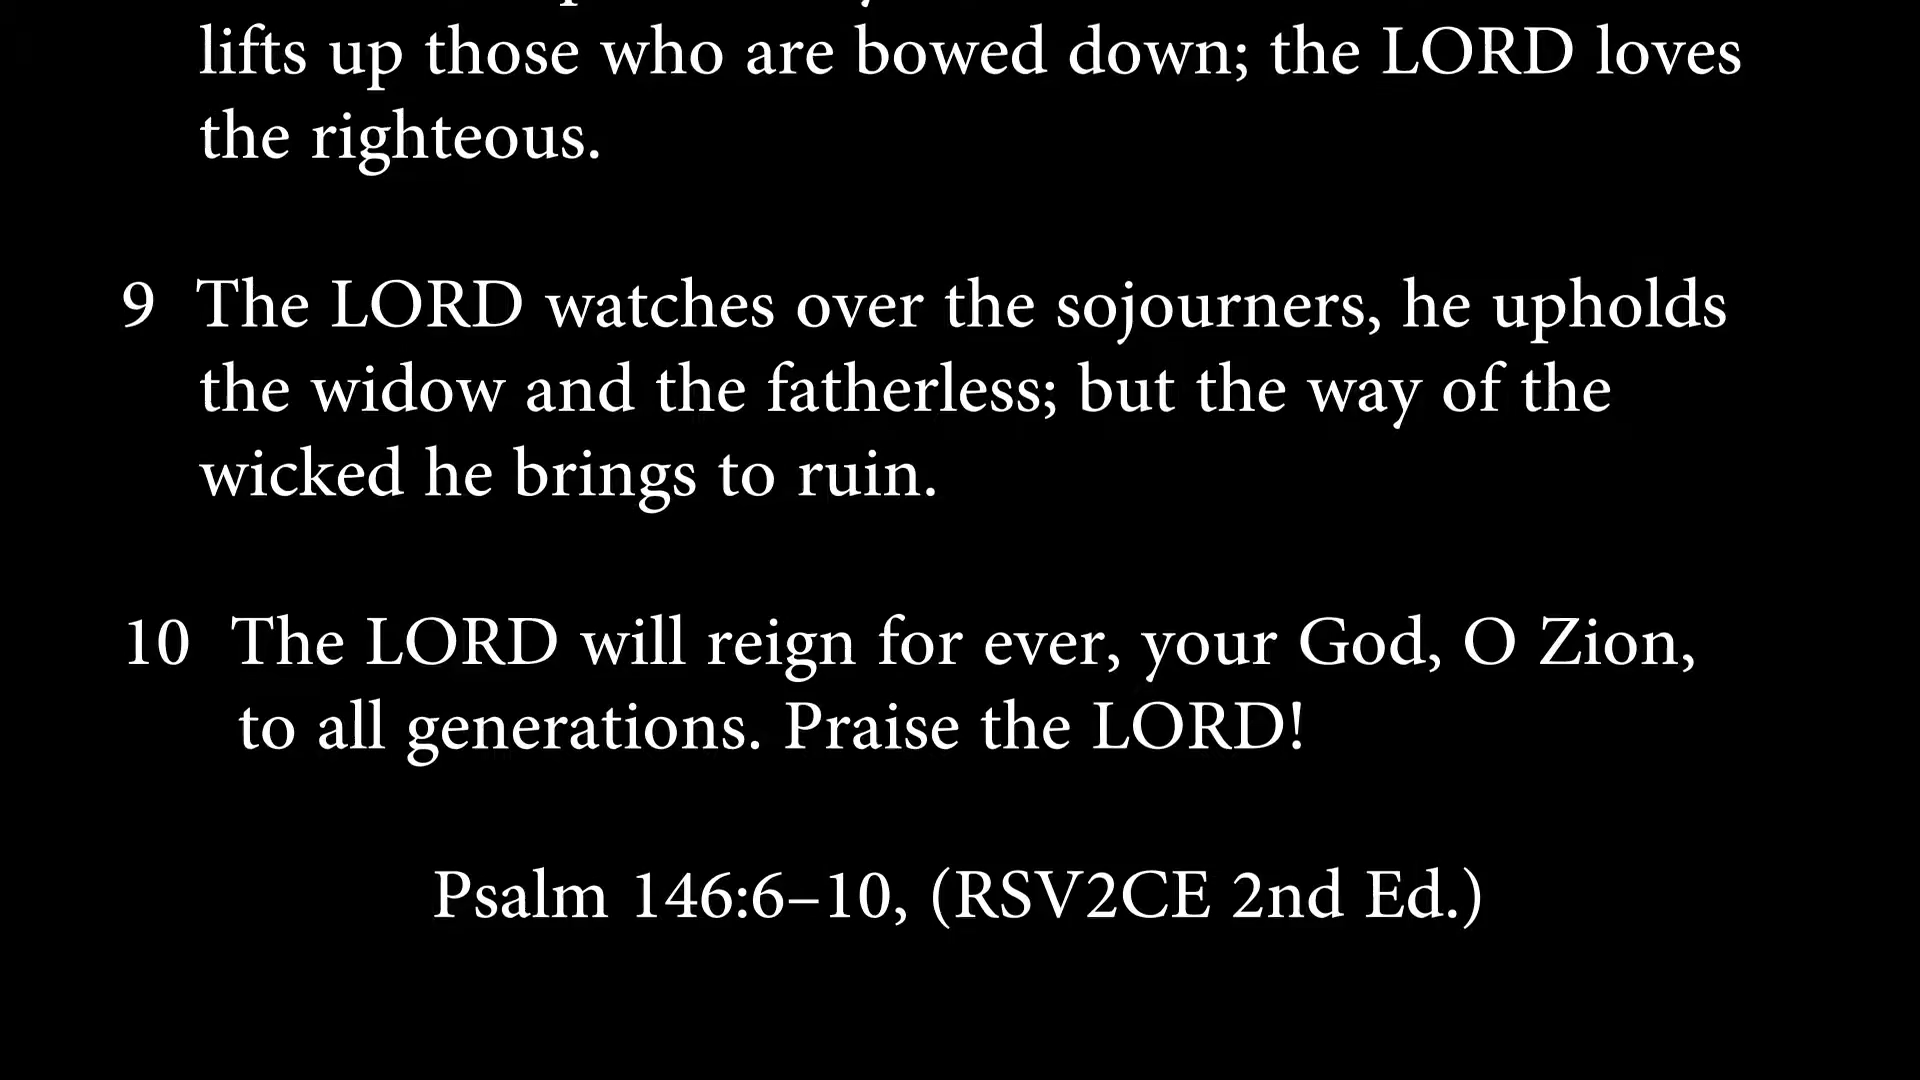 lifts up those who are bowed down; the LORD loves
the righteous.
9 The LORD watches over the sojourners, he upholds
the widow and the fatherless; but the way of the
wicked he brings to ruin.
10 The LORD will reign for ever, your God, O Zion,
to all generations. Praise the LORD!
Psalm 146:6–10, (RSV2CE 2nd Ed.)